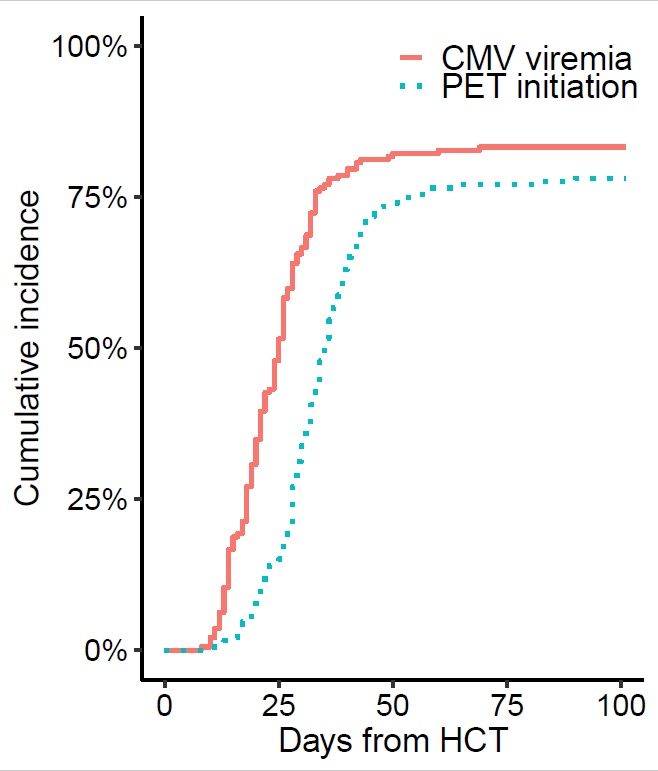 100%
75%
50%
25%
0%
Cumulative incidence
CMV viremia
PET initiation
0 25 50 75 100
Days from HCT